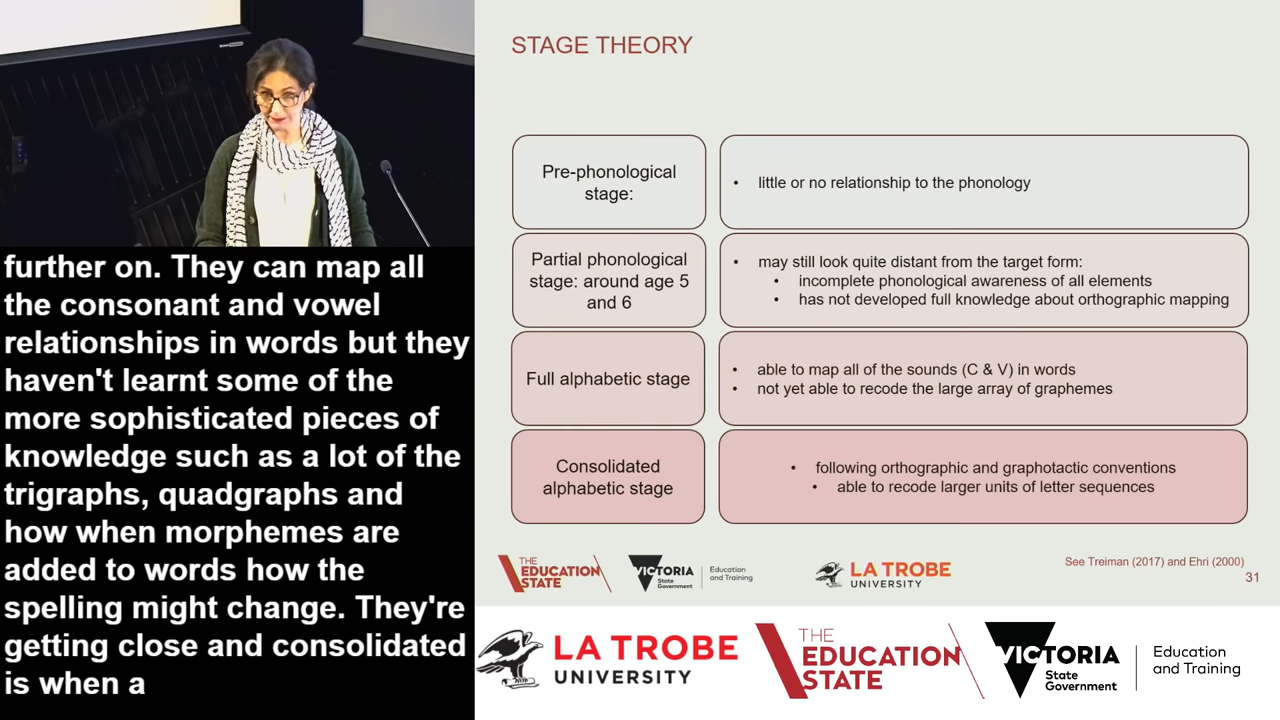 further on. They can map all
the consonant and vowel
relationships in words but they
haven't learnt some of the
more sophisticated pieces of
knowledge such as a lot of the
trigraphs, quadgraphs and
how when morphemes are
added to words how the
spelling might change. They're
getting close and consolidated
is when a
STAGE THEORY
Pre-phonological
stage:
• little or no relationship to the phonology
Partial phonological
stage: around age 5
and 6
• may still look quite distant from the target form:
• incomplete phonological awareness of all elements
• has not developed full knowledge about orthographic mapping
Full alphabetic stage
• able to map all of the sounds (C & V) in words
• not yet able to recode the large array of graphemes
Consolidated
alphabetic stage
• following orthographic and graphotactic conventions
• able to recode larger units of letter sequences
THE
EDUCATION
STATE
VICTORIA
State
Government
Education
and Training
LA TROBE
UNIVERSITY
See Treiman (2017) and Ehri (2000)
31
LA TROBE
UNIVERSITY
THE
EDUCATION
STATE
VICTORIA
State
Government
Education
and Training